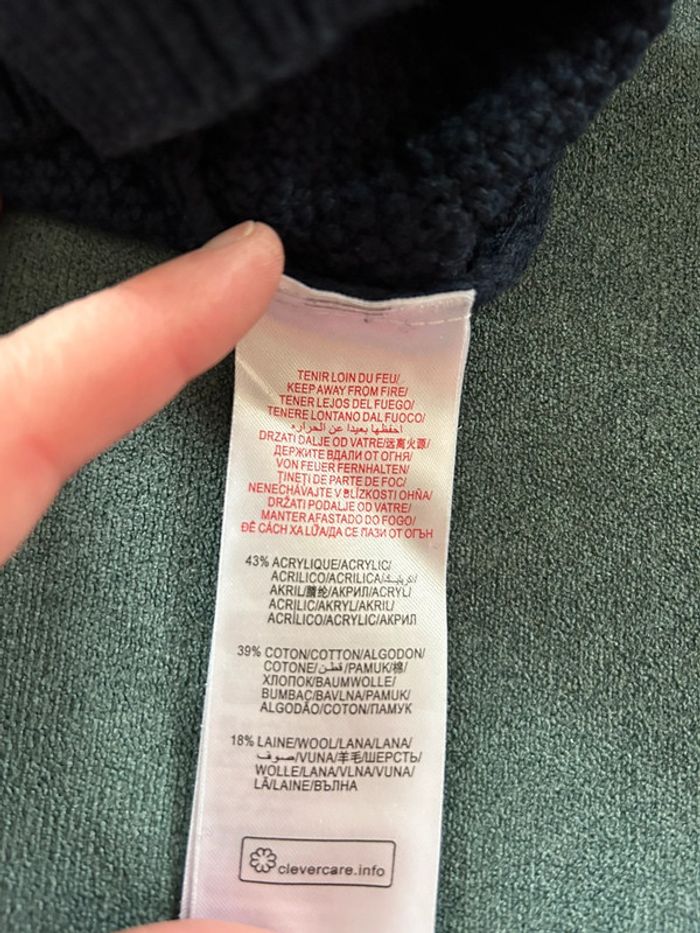 TENIR LOIN DU FEU/
KEEP AWAY FROM FIRE/
TENER LEJOS DEL FUEGO/
TENERE LONTANO DAL FUOCO/
احفظها بعيدا عن الحراره
DRZATI DALJE OD VATRE/远离火源/
ДЕРЖИТЕ ВДАЛИ ОТ ОГНЯ/
VON FEUER FERNHALTEN/
ȚINEȚI DE PARTE DE FOC/
NENECHÁVAJTE V BLÍZKOSTI OHŇA/
DRŽATI PODALJE OD VATRE/
MANTER AFASTADO DO FOGO/
ĐỂ CÁCH XA LỬA/ДА СЕ ПАЗИ ОТ ОГЪН
43% ACRYLIQUE/ACRYLIC/
ACRILICO/ACRILICA/اكريليك/
AKRIL/腈纶/АКРИЛ/ACRYL/
ACRILIC/AKRYL/AKRIL/
ACRÍLICO/ACRYLIC/АКРИЛ
39% COTON/COTTON/ALGODON/
COTONE/قطن/PAMUK/棉/
ХЛОПОК/BAUMWOLLE/
BUMBAC/BAVLNA/PAMUK/
ALGODÃO/COTON/ПАМУК
18% LAINE/WOOL/LANA/LANA/
صوف/VUNA/羊毛/ШЕРСТЬ/
WOLLE/LANA/VLNA/VUNA/
LÃ/LAINE/ВЪЛНА
clevercare.info